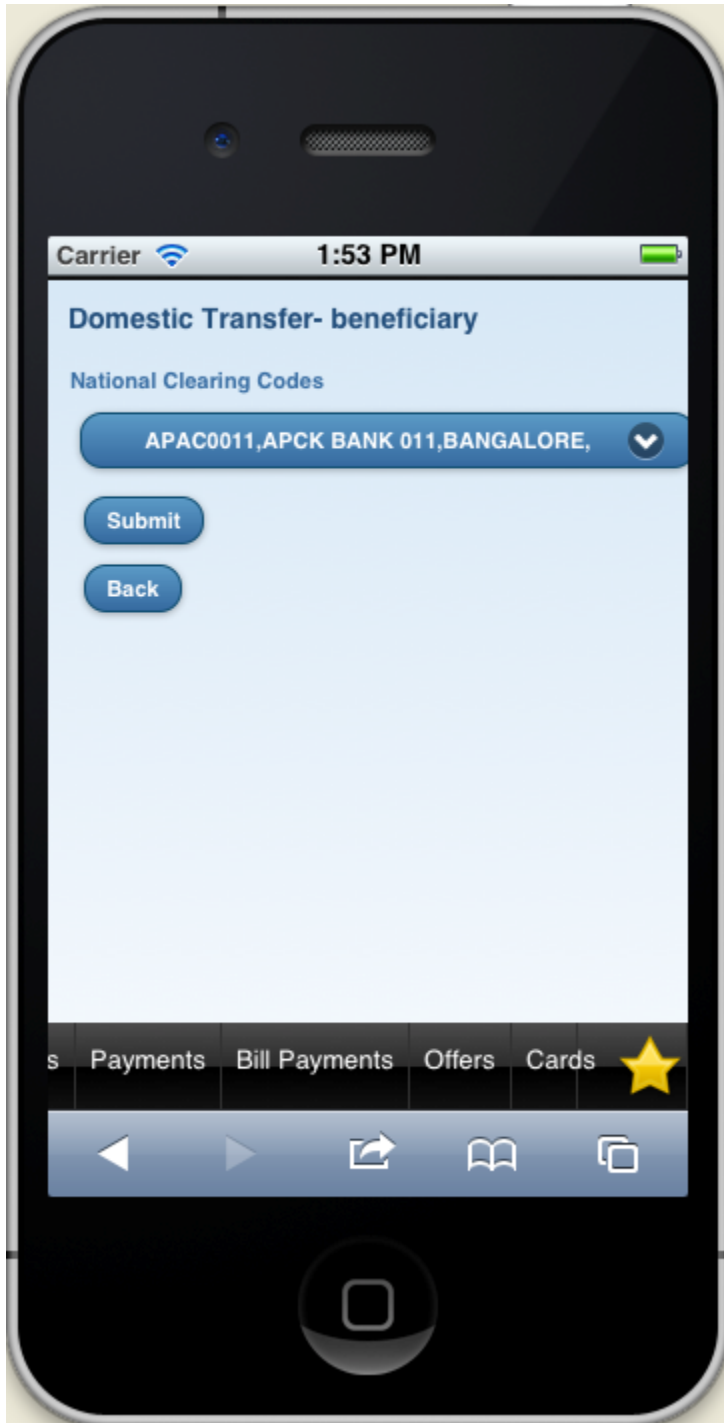 Carrier 1:53 PM
Domestic Transfer- beneficiary
National Clearing Codes
APAC0011,APCK BANK 011,BANGALORE,
Submit
Back
s Payments Bill Payments Offers Cards